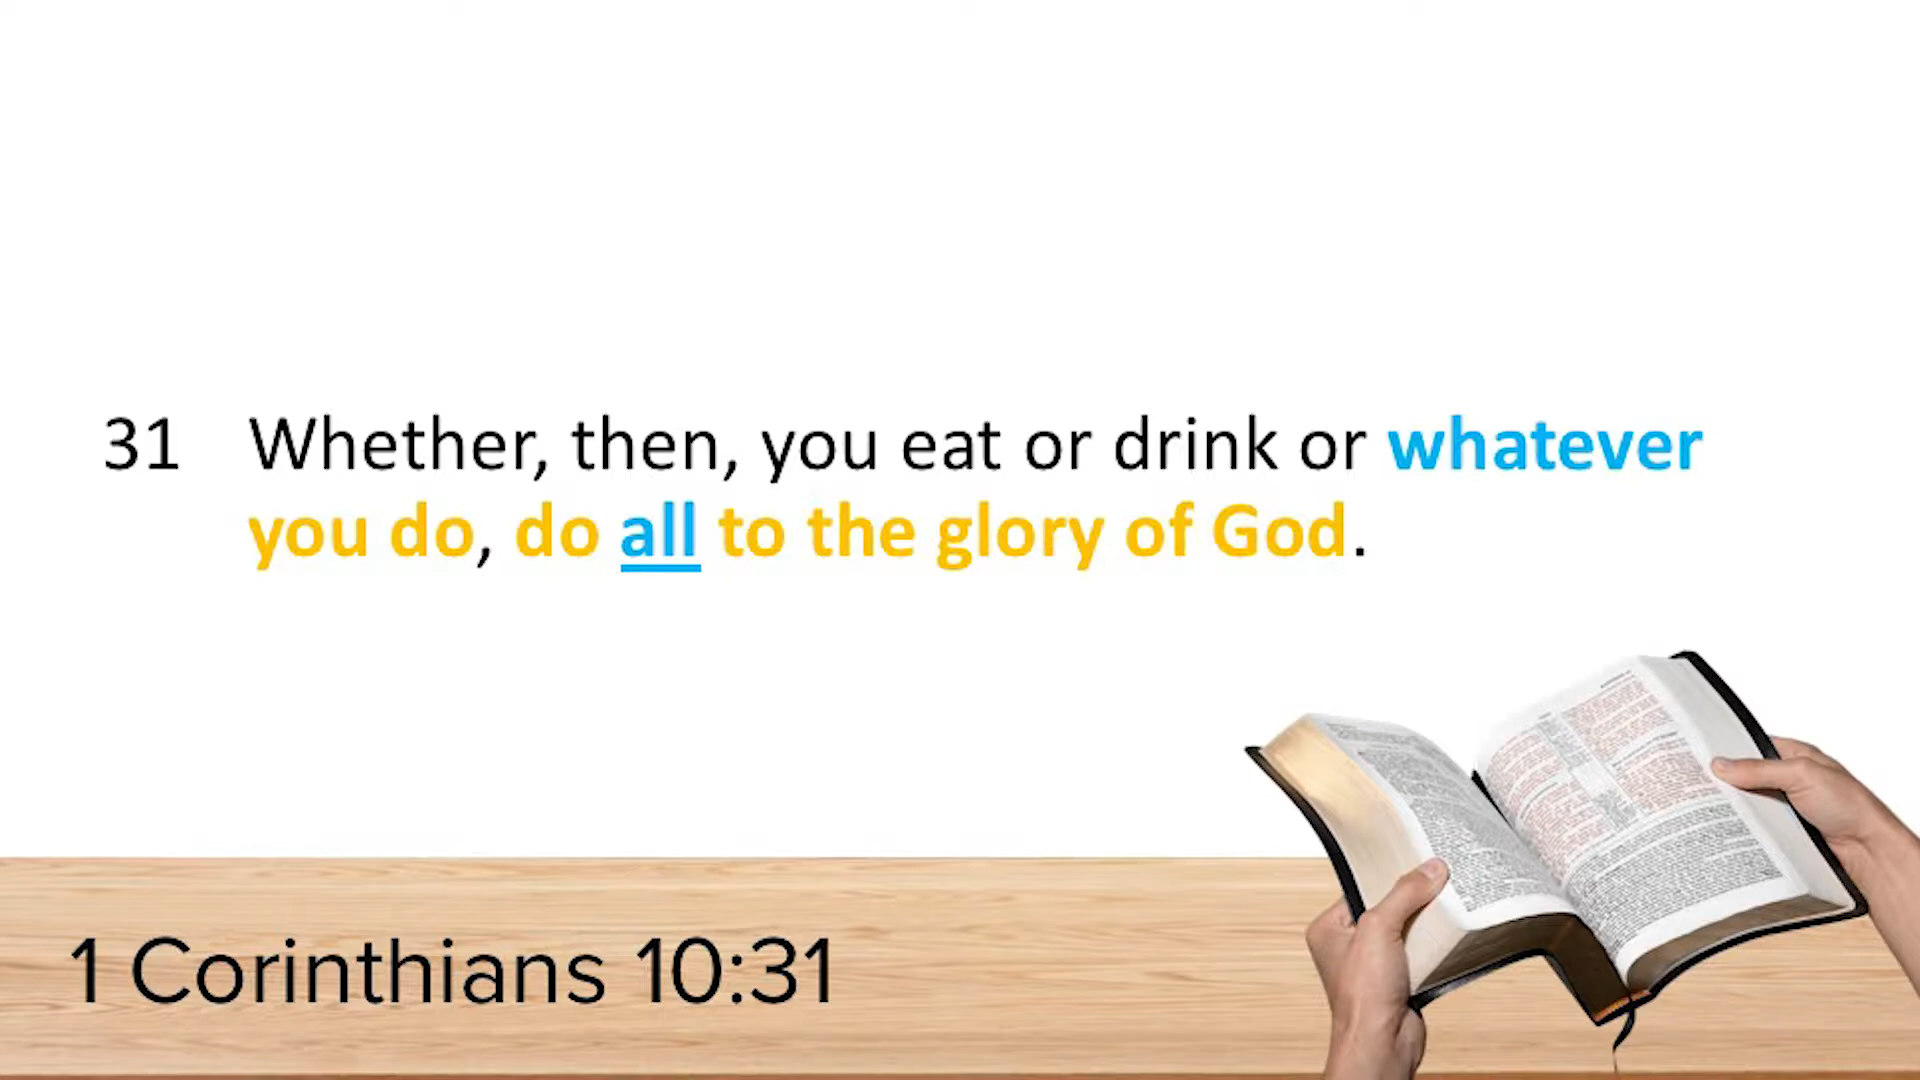 31 Whether, then, you eat or drink or whatever
you do, do all to the glory of God.
1 Corinthians 10:31